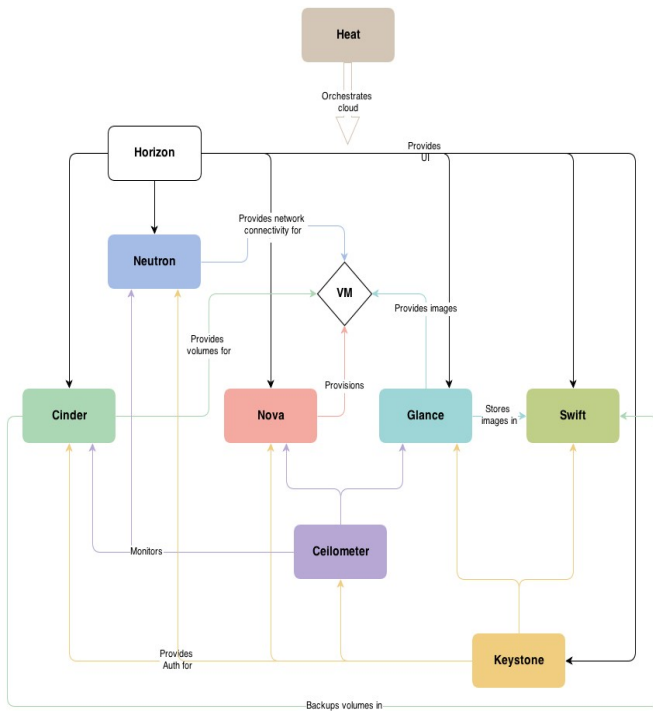 Heat
Orchestrates
cloud
Horizon
Provides
UI
Provides network
connectivity for
Neutron
VM
Provides images
Provides
volumes for
Provisions
Cinder
Nova
Glance
Stores
images in
Swift
Ceilometer
Monitors
Provides
Auth for
Keystone
Backups volumes in